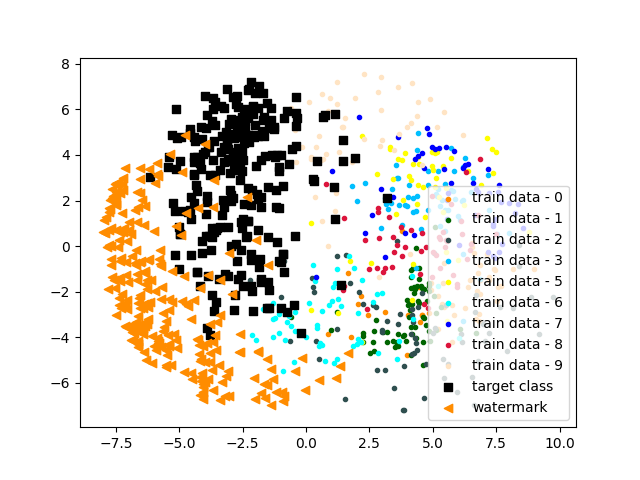 8
6
4
2
0
−2
−4
−6
−7.5 −5.0 −2.5 0.0 2.5 5.0 7.5 10.0
train data - 0
train data - 1
train data - 2
train data - 3
train data - 5
train data - 6
train data - 7
train data - 8
train data - 9
target class
watermark